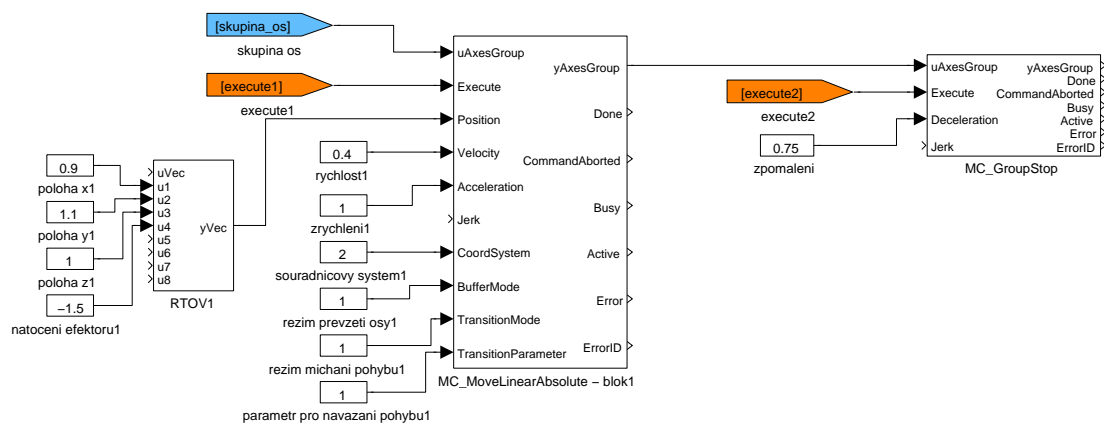 [skupina_os]
skupina os
[execute1]
execute1
0.9
poloha x1
1.1
poloha y1
1
poloha z1
−1.5
natoceni efektoru1
uVec
u1
u2
u3
u4
u5
u6
u7
u8
yVec
RTOV1
0.4
rychlost1
1
zrychleni1
2
souradnicovy system1
1
rezim prevzeti osy1
1
rezim michani pohybu1
1
parametr pro navazani pohybu1
uAxesGroup
Execute
Position
Velocity
Acceleration
Jerk
CoordSystem
BufferMode
TransitionMode
TransitionParameter
yAxesGroup
Done
CommandAborted
Busy
Active
Error
ErrorID
MC_MoveLinearAbsolute − blok1
[execute2]
execute2
0.75
zpomaleni
uAxesGroup
Execute
Deceleration
Jerk
yAxesGroup
Done
CommandAborted
Busy
Active
Error
ErrorID
MC_GroupStop